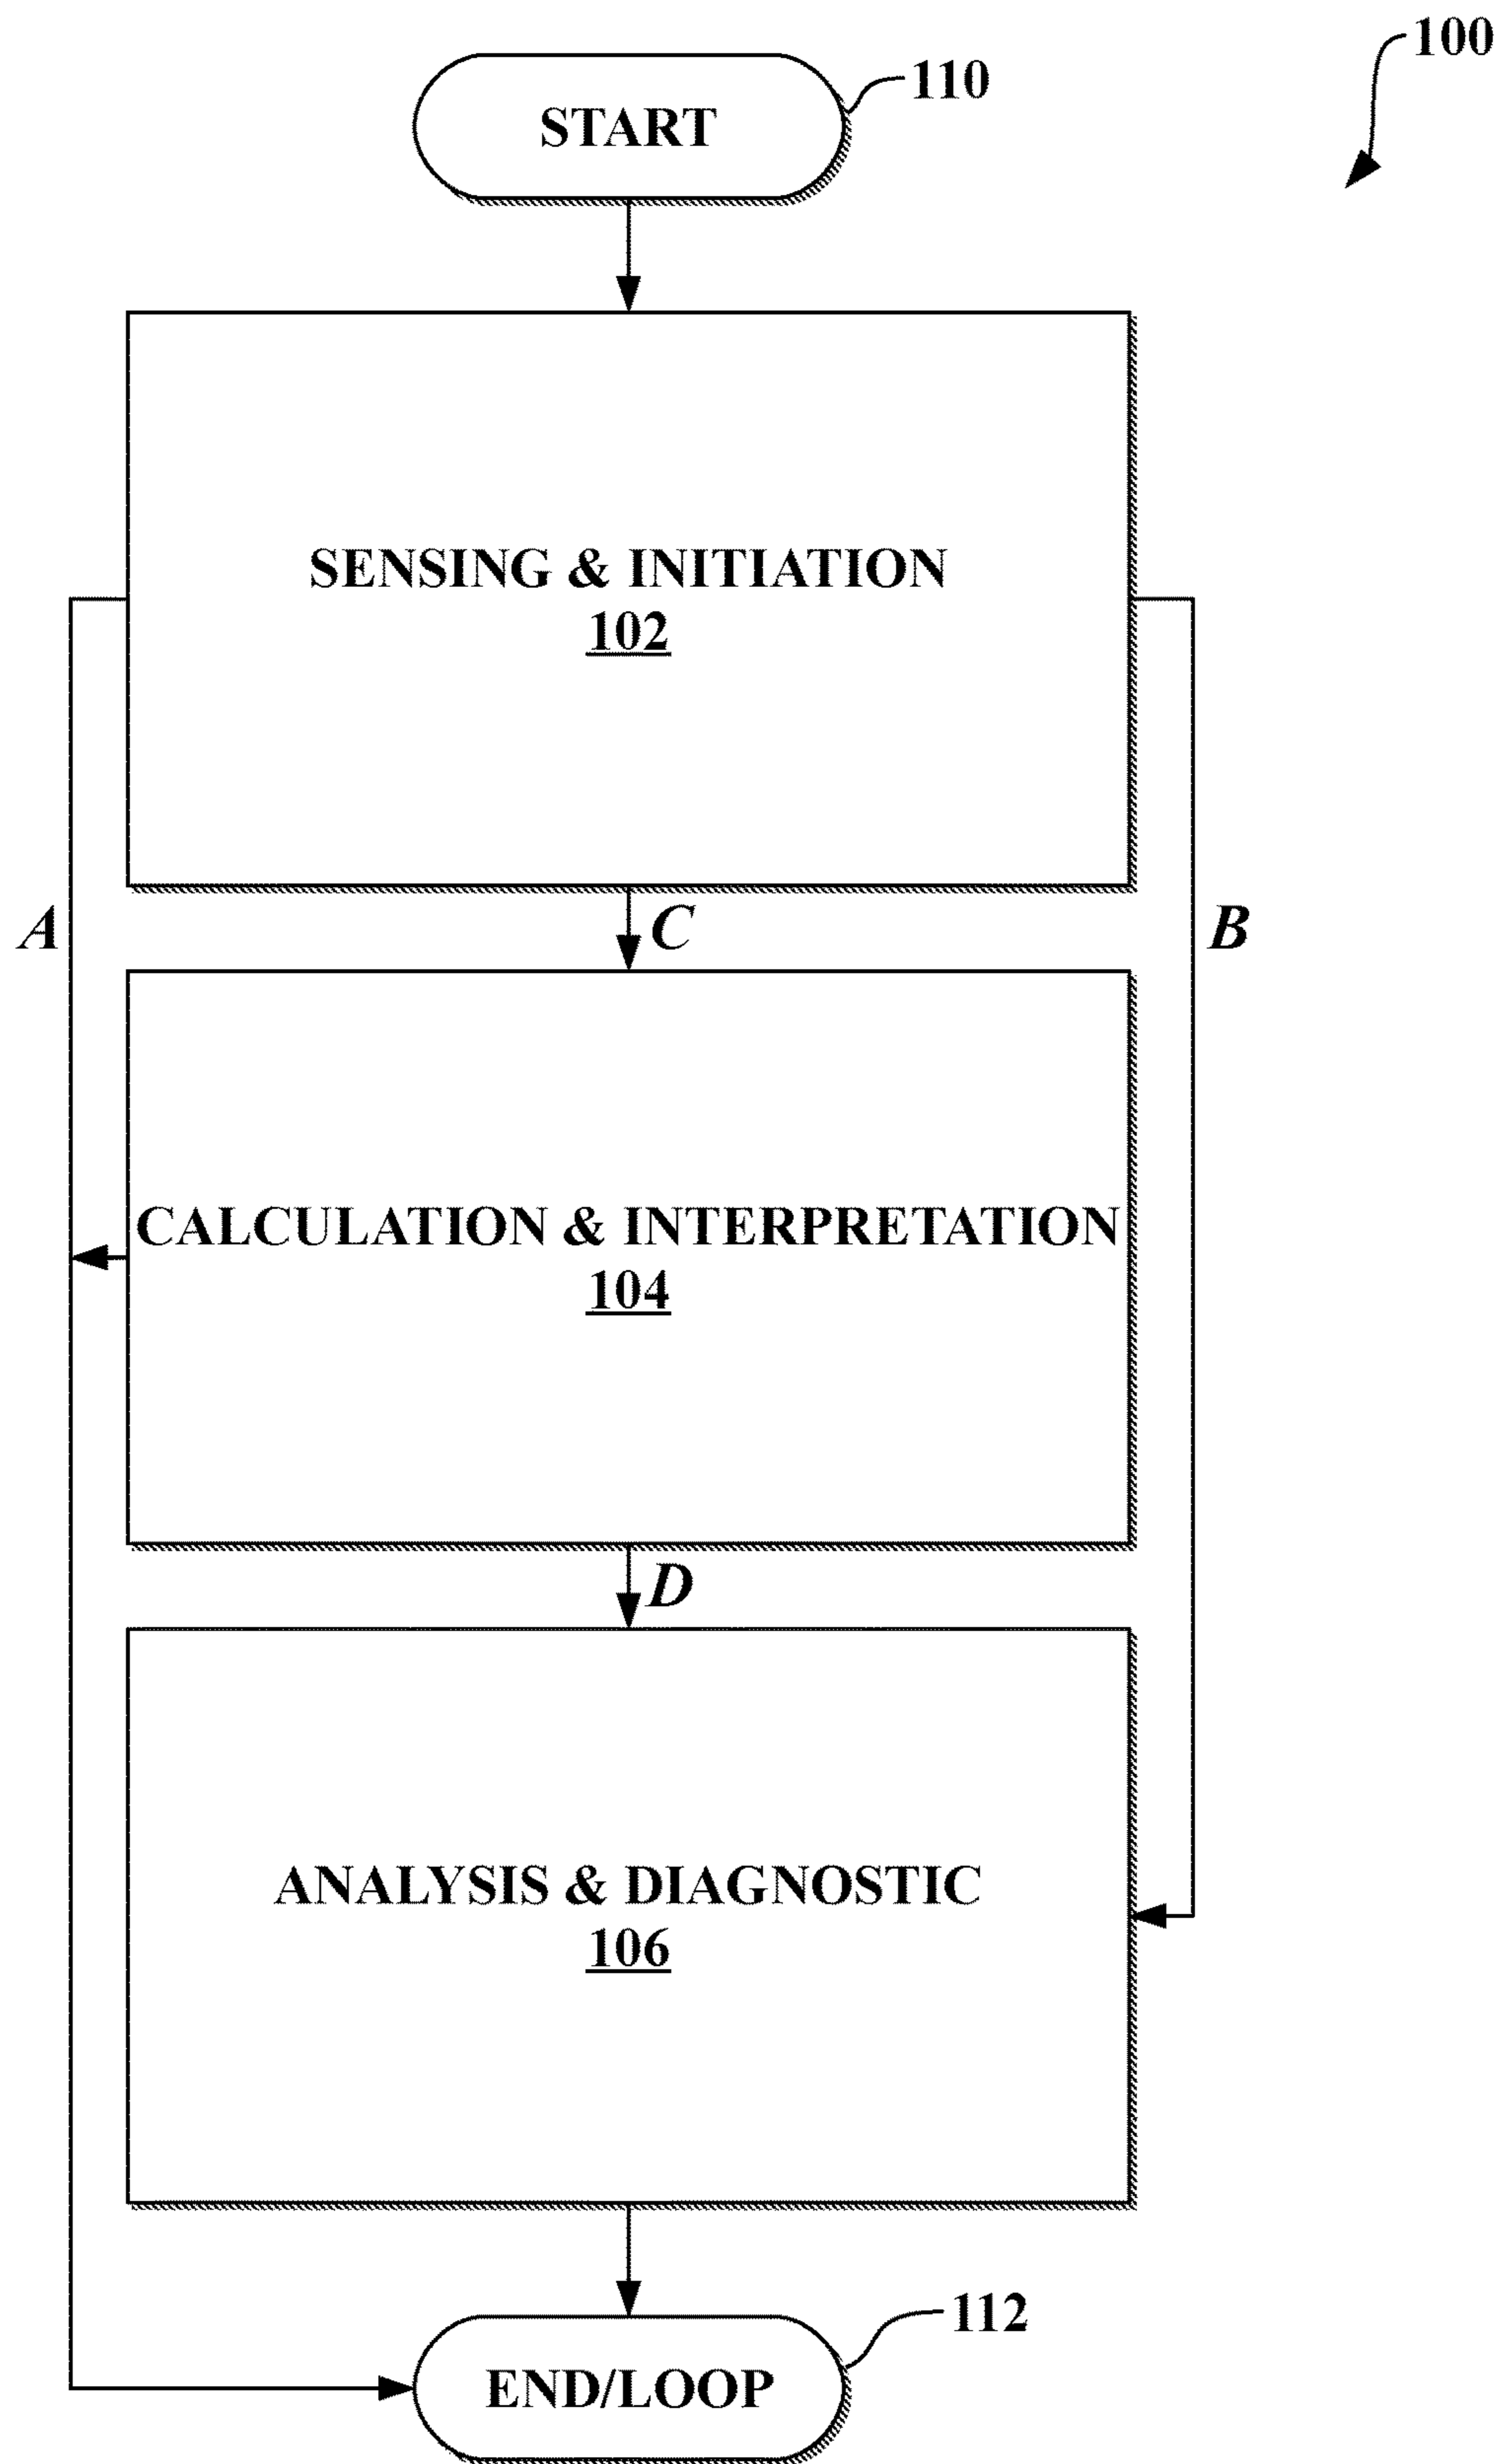 100
110
START
SENSING & INITIATION
102
A
C
B
CALCULATION & INTERPRETATION
104
D
ANALYSIS & DIAGNOSTIC
106
112
END/LOOP